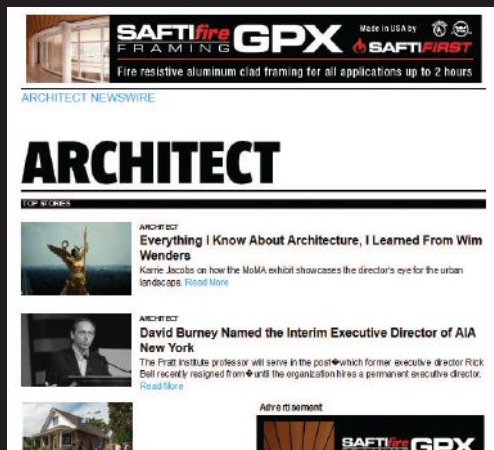 SAFTIfire GPX
FRAMING
Made in USA by
SAFTIFIRST
Fire resistive aluminum clad framing for all applications up to 2 hours
ARCHITECT NEWSWIRE
ARCHITECT
TOP STORIES
ARCHITECT
Everything I Know About Architecture, I Learned From Wim
Wenders
Karrie Jacobs on how the MoMA exhibit showcases the director's eye for the urban
landscape. Read More
ARCHITECT
David Burney Named the Interim Executive Director of AIA
New York
The Pratt Institute professor will serve in the post�which former executive director Rick
Bell recently resigned from�until the organization hires a permanent executive director.
Read More
Advertisement
SAFTIfire GPX